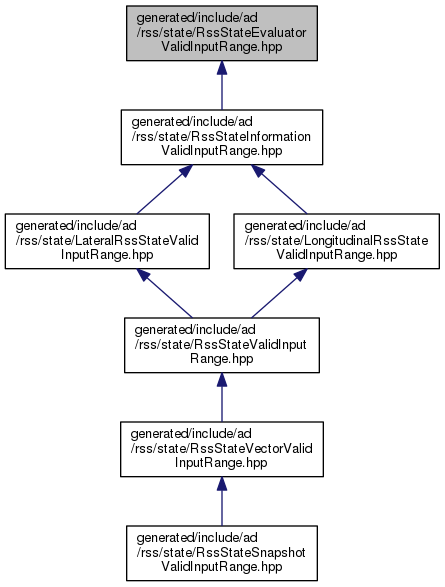 generated/include/ad
/rss/state/RssStateEvaluator
ValidInputRange.hpp
generated/include/ad
/rss/state/RssStateInformation
ValidInputRange.hpp
generated/include/ad
/rss/state/LateralRssStateValid
InputRange.hpp
generated/include/ad
/rss/state/LongitudinalRssState
ValidInputRange.hpp
generated/include/ad
/rss/state/RssStateValidInput
Range.hpp
generated/include/ad
/rss/state/RssStateVectorValid
InputRange.hpp
generated/include/ad
/rss/state/RssStateSnapshot
ValidInputRange.hpp